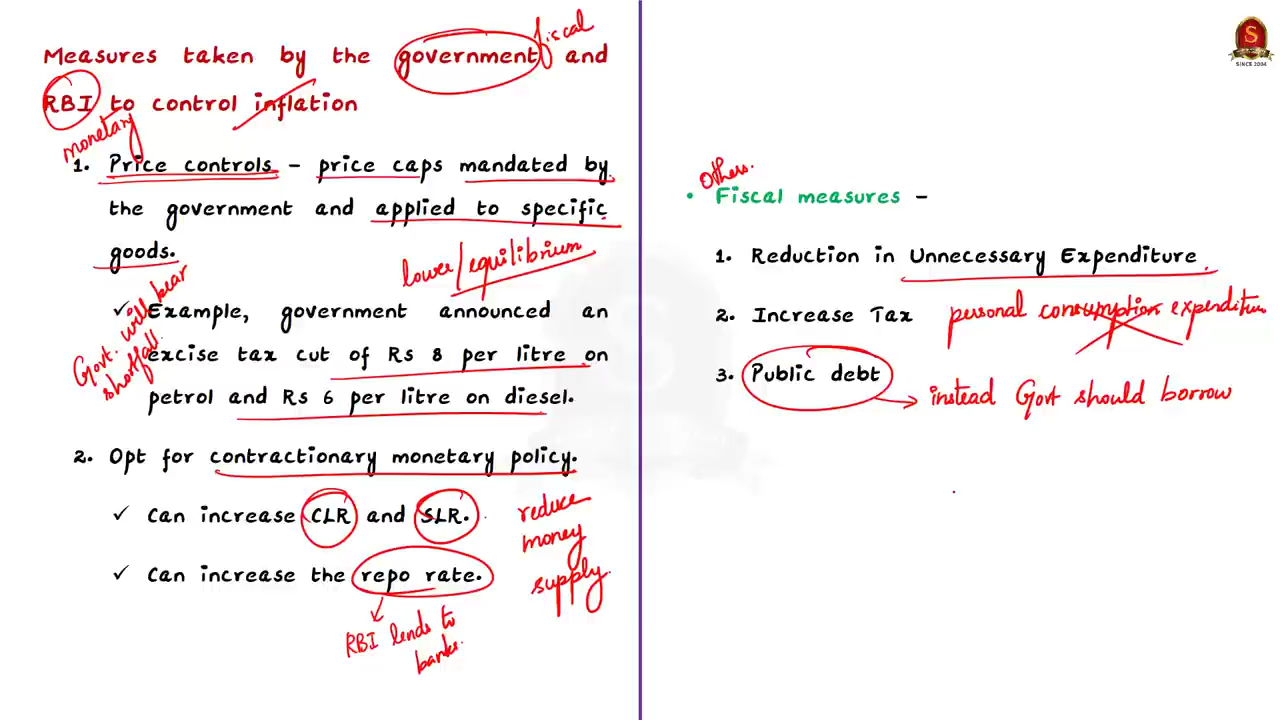 Measures taken by the government and
fiscal
RBI to control inflation
monetary
1. Price controls – price caps mandated by
the government and applied to specific
goods.
lower/equilibrium
Govt. will bear
shortfall.
✓ Example, government announced an
excise tax cut of Rs 8 per litre on
petrol and Rs 6 per litre on diesel.
2. Opt for contractionary monetary policy.
✓ Can increase CLR and SLR.
reduce
money
supply.
✓ Can increase the repo rate.
RBI lends to
banks.
S
SINCE 2004
Others.
• Fiscal measures –
1. Reduction in Unnecessary Expenditure
2. Increase Tax
personal consumption expenditure
3. Public debt
instead Govt should borrow